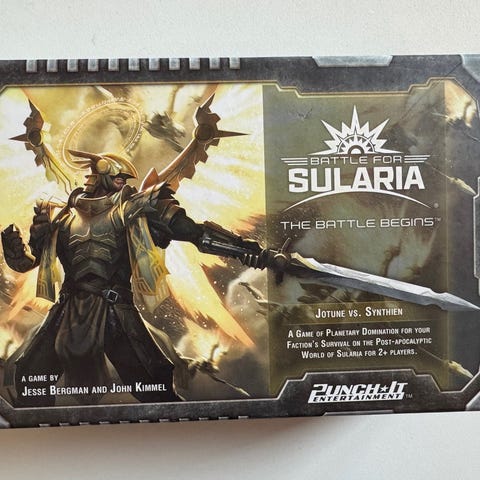 BATTLE FOR
SULARIA®
THE BATTLE BEGINS™
JOTUNE VS. SYNTHIEN
A GAME OF PLANETARY DOMINATION FOR YOUR
FACTION'S SURVIVAL ON THE POST-APOCALYPTIC
WORLD OF SULARIA FOR 2+ PLAYERS.
A GAME BY
JESSE BERGMAN AND JOHN KIMMEL
PUNCH★IT
ENTERTAINMENT™